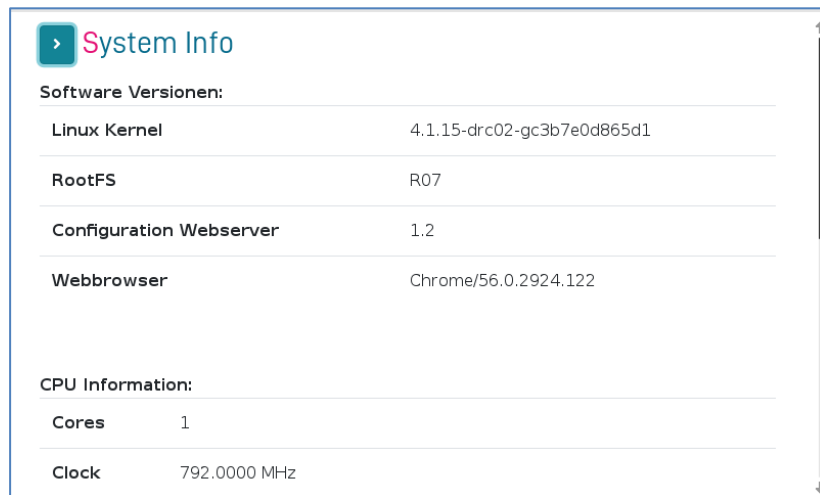 System Info
Software Versionen:
Linux Kernel 4.1.15-drc02-gc3b7e0d865d1
RootFS R07
Configuration Webserver 1.2
Webbrowser Chrome/56.0.2924.122
CPU Information:
Cores 1
Clock 792.0000 MHz